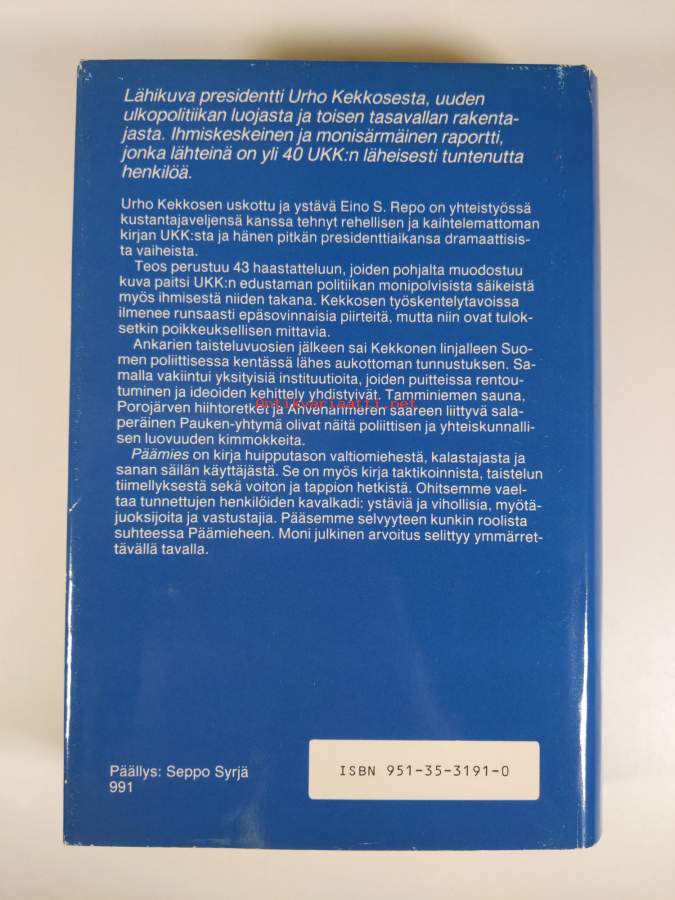 Lähikuva presidentti Urho Kekkosesta, uuden
ulkopolitiikan luojasta ja toisen tasavallan rakenta-
jasta. Ihmiskeskeinen ja monisärmäinen raportti,
jonka lähteinä on yli 40 UKK:n läheisesti tuntenutta
henkilöä.
Urho Kekkosen uskottu ja ystävä Eino S. Repo on yhteistyössä
kustantajaveljensä kanssa tehnyt rehellisen ja kaihtelemattoman
kirjan UKK:sta ja hänen pitkän presidenttiaikansa dramaattisis-
ta vaiheista.
Teos perustuu 43 haastatteluun, joiden pohjalta muodostuu
kuva paitsi UKK:n edustaman politiikan monipolvisista säikeistä
myös ihmisestä niiden takana. Kekkosen työskentelytavoissa
ilmenee runsaasti epäsovinnaisia piirteitä, mutta niin ovat tulok-
setkin poikkeuksellisen mittavia.
Ankarien taisteluvuosien jälkeen sai Kekkonen linjalleen Suo-
men poliittisessa kentässä lähes aukottoman tunnustuksen. Sa-
malla vakiintui yksityisiä instituutioita, joiden puitteissa rentou-
tuminen ja ideoiden kehittely yhdistyivät. Tamminiemen sauna,
Antikvariaatti.net
Porojärven hiihtoretket ja Ahvenanmeren saareen liittyvä sala-
peräinen Pauken-yhtymä olivat näitä poliittisen ja yhteiskunnalli-
sen luovuuden kimmokkeita.
Päämies on kirja huipputason valtiomiehestä, kalastajasta ja
sanan säilän käyttäjästä. Se on myös kirja taktikoinnista, taistelun
tiimellyksestä sekä voiton ja tappion hetkistä. Ohitsemme vael-
taa tunnettujen henkilöiden kavalkadi: ystäviä ja vihollisia, myötä-
juoksijoita ja vastustajia. Pääsemme selvyyteen kunkin roolista
suhteessa Päämieheen. Moni julkinen arvoitus selittyy ymmärret-
tävällä tavalla.
Päällys: Seppo Syrjä
991
ISBN 951-35-3191-0